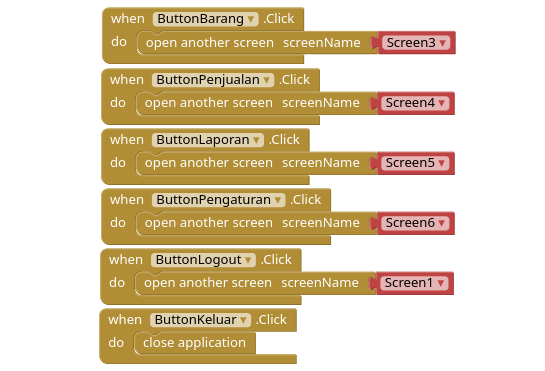 when ButtonBarang .Click
do open another screen screenName Screen3
when ButtonPenjualan .Click
do open another screen screenName Screen4
when ButtonLaporan .Click
do open another screen screenName Screen5
when ButtonPengaturan .Click
do open another screen screenName Screen6
when ButtonLogout .Click
do open another screen screenName Screen1
when ButtonKeluar .Click
do close application